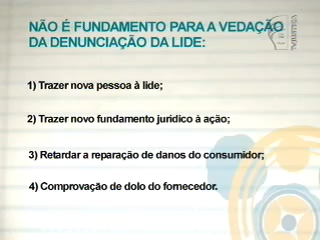 NÃO É FUNDAMENTO PARA A VEDAÇÃO
DA DENUNCIAÇÃO DA LIDE:
1) Trazer nova pessoa à lide;
2) Trazer novo fundamento jurídico à ação;
3) Retardar a reparação de danos do consumidor;
4) Comprovação de dolo do fornecedor.